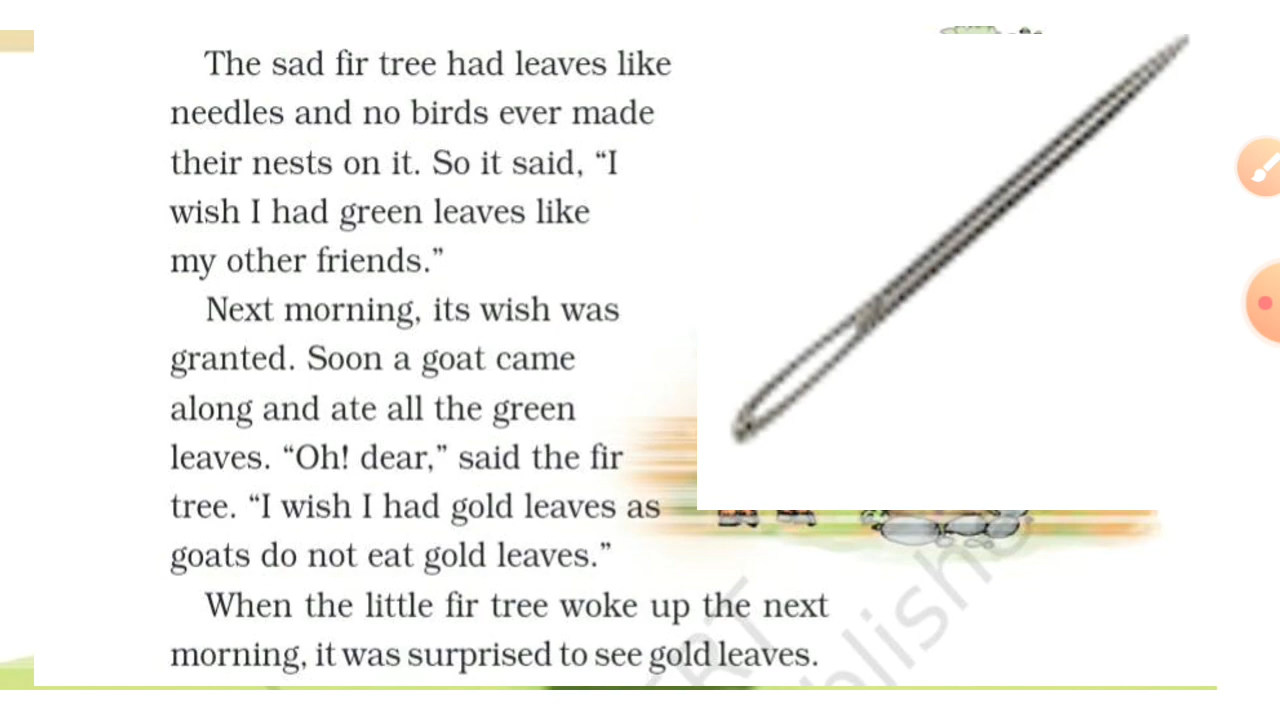 The sad fir tree had leaves like
needles and no birds ever made
their nests on it. So it said, “I
wish I had green leaves like
my other friends.”
Next morning, its wish was
granted. Soon a goat came
along and ate all the green
leaves. “Oh! dear,” said the fir
tree. “I wish I had gold leaves as
goats do not eat gold leaves.”
When the little fir tree woke up the next
morning, it was surprised to see gold leaves.